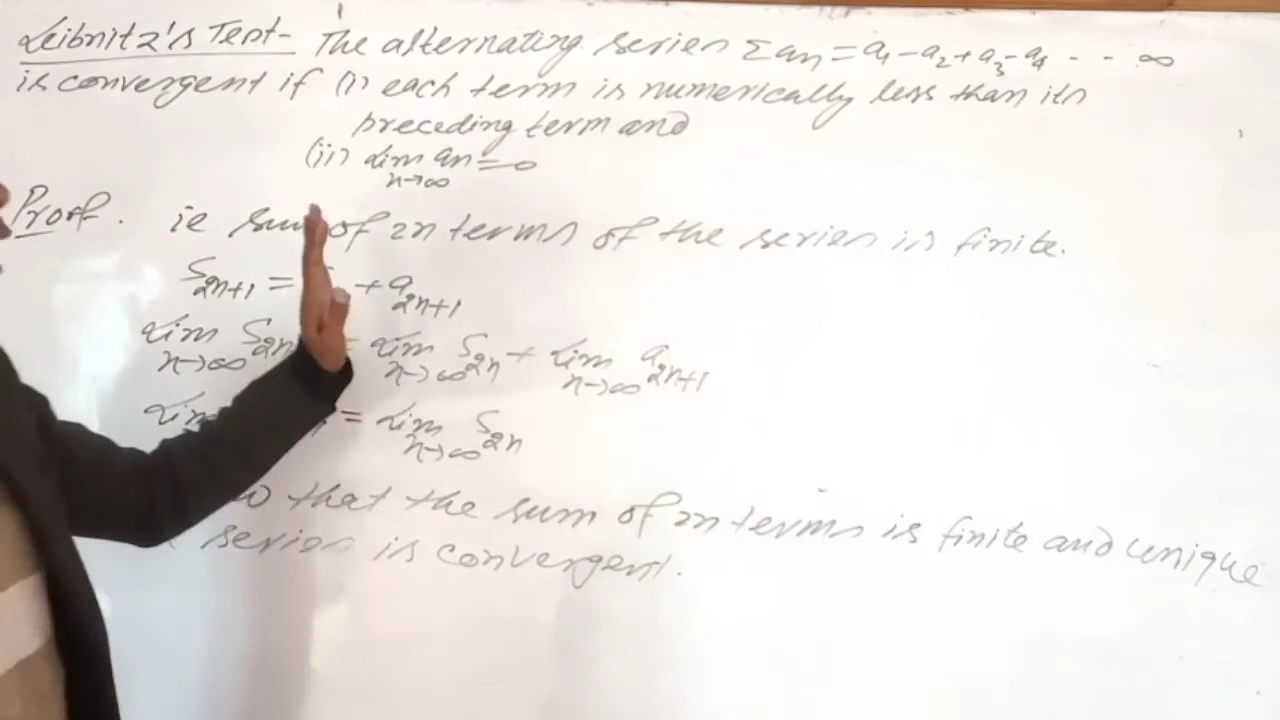 Leibnitz's Test- The alternating series Σan = a1 - a2 + a3 - a4 - - - ∞
is convergent if (i) each term is numerically less than its
preceding term and
(ii) Lim an = 0
n→∞
Proof. ie sum of 2n terms of the series is finite.
S2n+1 = + a2n+1
Lim S2n = Lim S2n + Lim a2n+1
n→∞ n→∞ n→∞
Lim = Lim S2n
n→∞
that the sum of 2n terms is finite and unique
series is convergent.